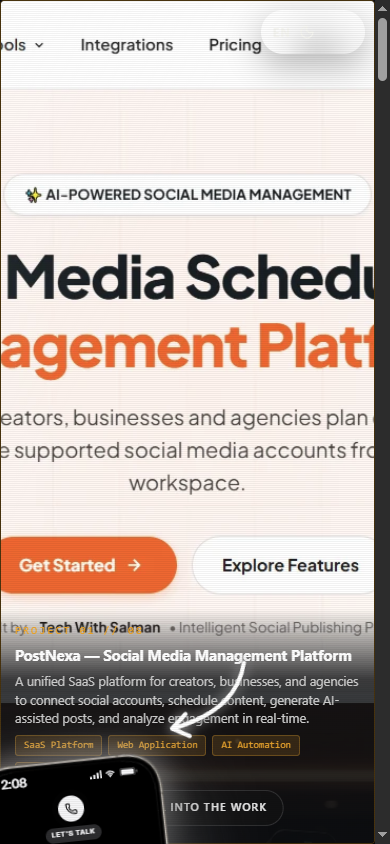 ools Integrations Pricing
AI-POWERED SOCIAL MEDIA MANAGEMENT
Media Schedu
agement Platf
eators, businesses and agencies plan
e supported social media accounts fro
workspace.
Get Started → Explore Features
t by Tech With Salman • Intelligent Social Publishing P
PostNexa — Social Media Management Platform
A unified SaaS platform for creators, businesses, and agencies
to connect social accounts, schedule content, generate AI-
assisted posts, and analyze engagement in real-time.
SaaS Platform Web Application AI Automation
2:08
INTO THE WORK
LET'S TALK